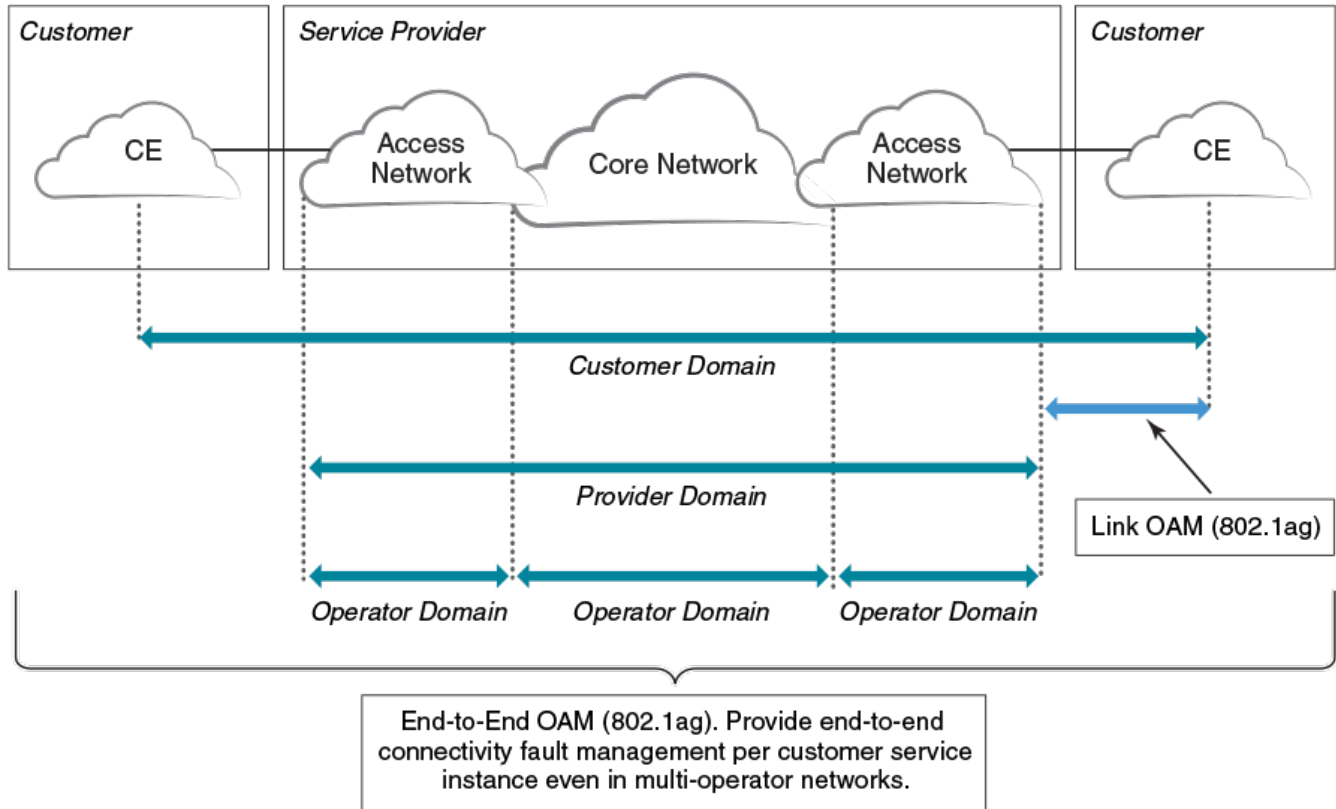 Customer
Service Provider
Customer
CE
Access
Network
Core Network
Access
Network
CE
Customer Domain
Provider Domain
Link OAM (802.1ag)
Operator Domain
Operator Domain
Operator Domain
End-to-End OAM (802.1ag). Provide end-to-end
connectivity fault management per customer service
instance even in multi-operator networks.